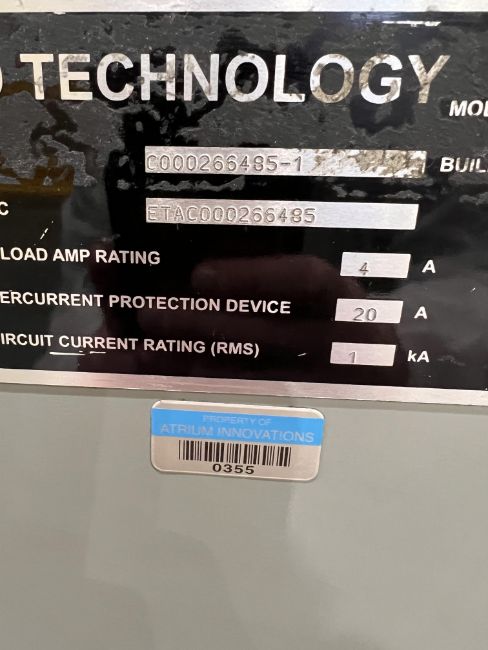 O TECHNOLOGY
MOD
C000266485-1
BUIL
C
ETAC000266485
LOAD AMP RATING 4 A
ERCURRENT PROTECTION DEVICE 20 A
IRCUIT CURRENT RATING (RMS) 1 kA
PROPERTY OF
ATRIUM INNOVATIONS
0355